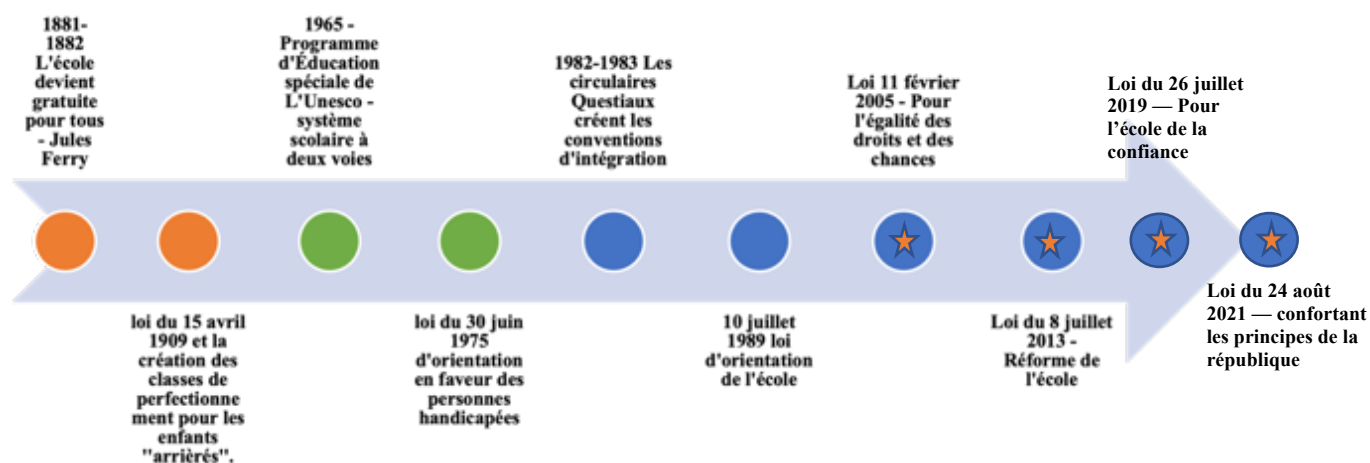 1881-
1882
L'école
devient
gratuite
pour tous
- Jules
Ferry
loi du 15 avril
1909 et la
création des
classes de
perfectionne
ment pour les
enfants
"arrièrés".
1965 -
Programme
d'Éducation
spéciale de
L'Unesco -
système
scolaire à
deux voies
loi du 30 juin
1975
d'orientation
en faveur des
personnes
handicapées
1982-1983 Les
circulaires
Questiaux
créent les
conventions
d'intégration
10 juillet
1989 loi
d'orientation
de l'école
Loi 11 février
2005 - Pour
l'égalité des
droits et des
chances
Loi du 8 juillet
2013 -
Réforme de
l'école
Loi du 26 juillet
2019 — Pour
l’école de la
confiance
Loi du 24 août
2021 — confortant
les principes de la
république